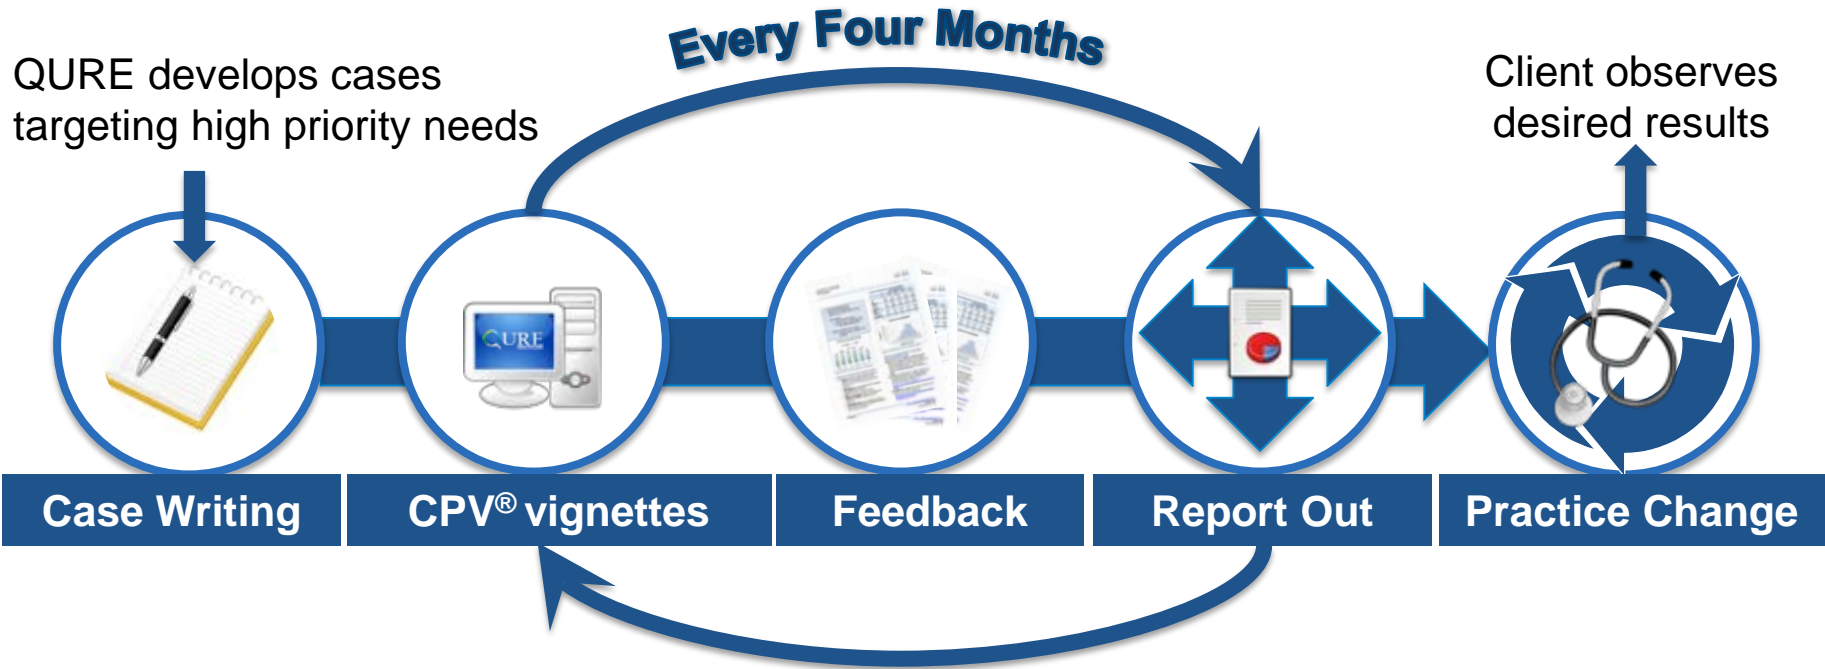 Every Four Months
QURE develops cases
targeting high priority needs
Client observes
desired results
QURE
Case Writing
CPV® vignettes
Feedback
Report Out
Practice Change